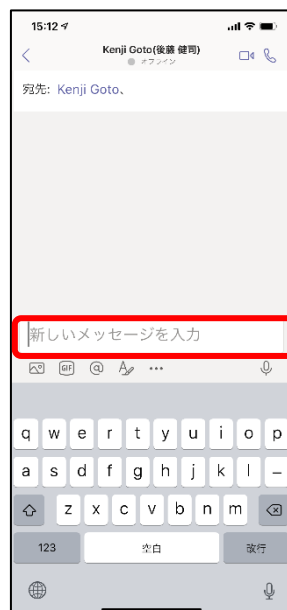 15:12
Kenji Goto(後藤 健司)
オフライン
宛先: Kenji Goto、
新しいメッセージを入力
GIF @ A
q w e r t y u i o p
a s d f g h j k l –
z x c v b n m
123 空白 改行